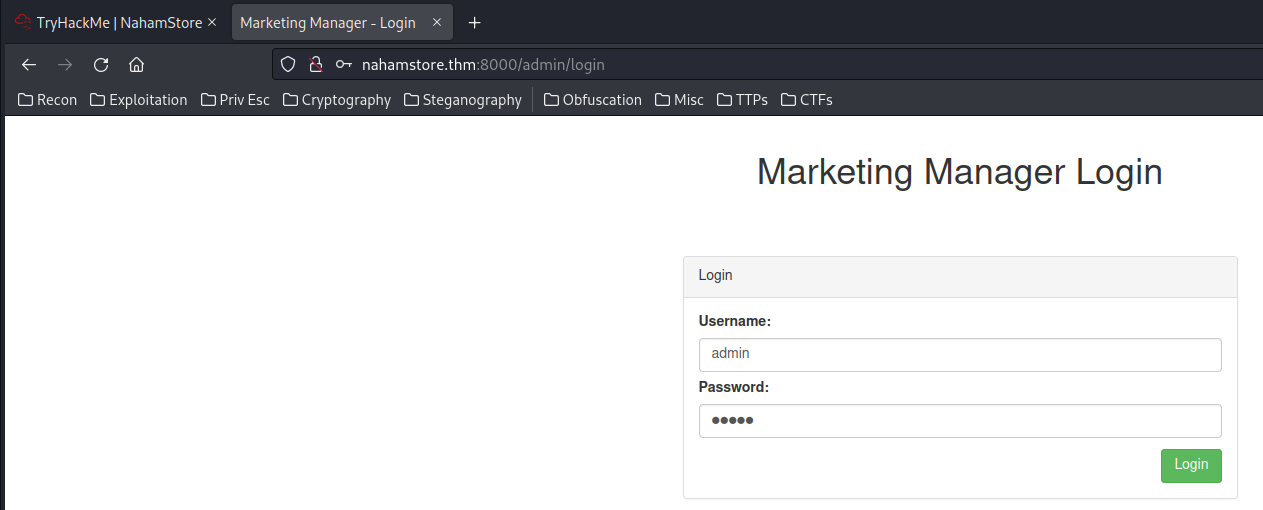 TryHackMe | NahamStore
Marketing Manager - Login
nahamstore.thm:8000/admin/login
Recon Exploitation Priv Esc Cryptography Steganography Obfuscation Misc TTPs CTFs
Marketing Manager Login
Login
Username:
admin
Password:
●●●●●
Login